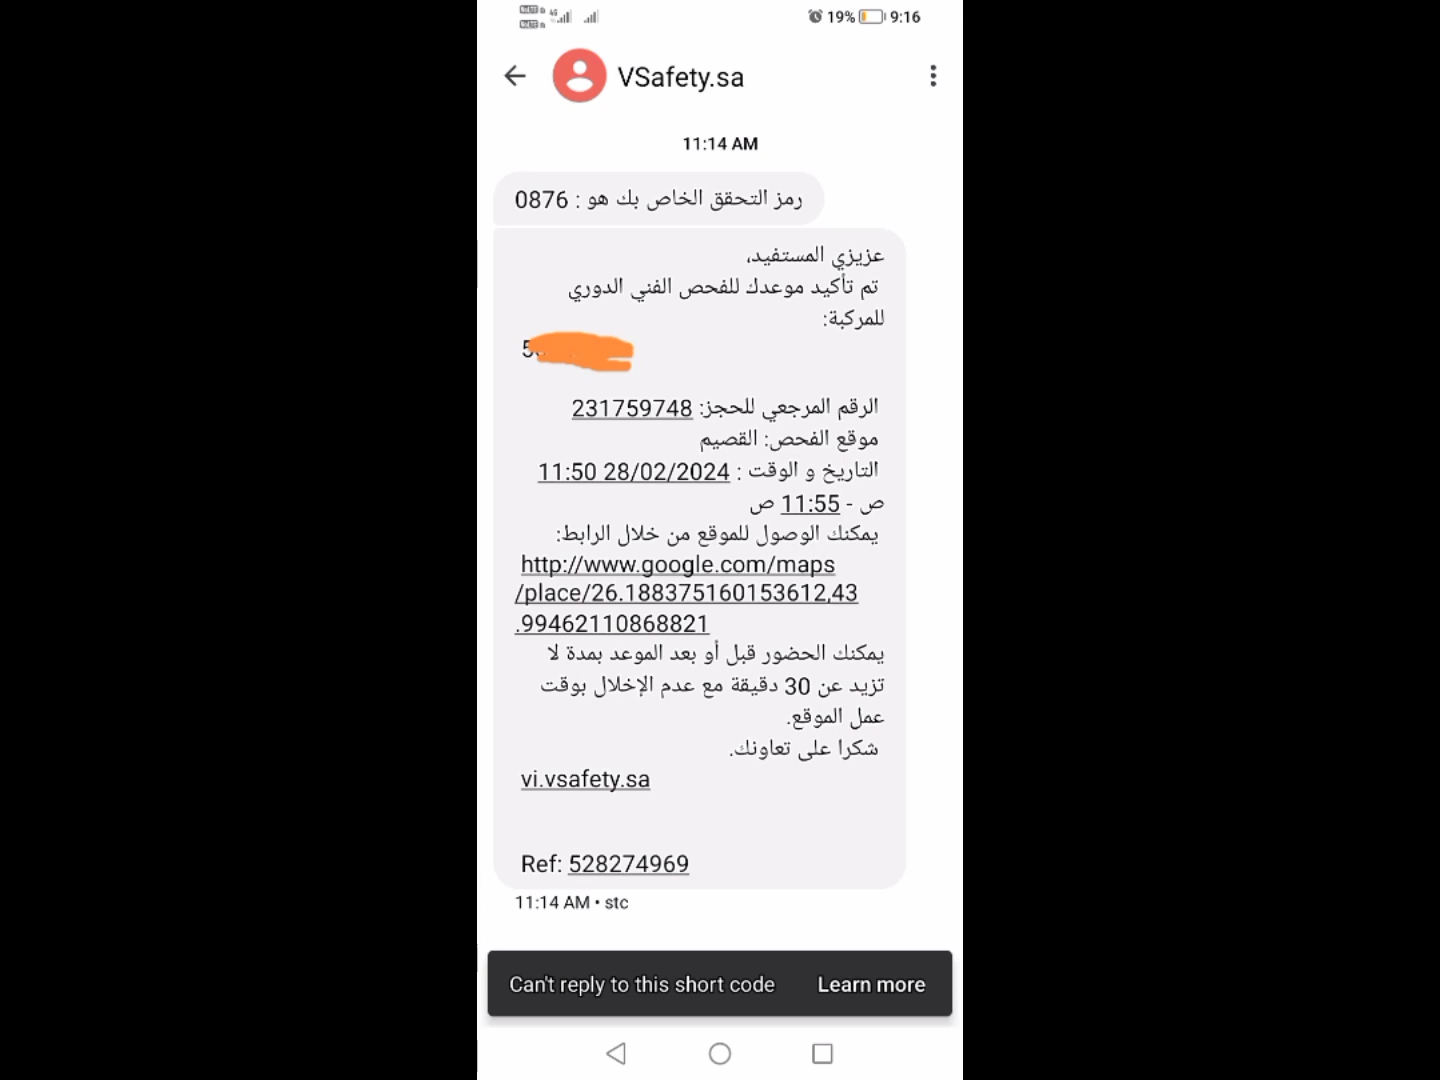 19% 9:16
VSafety.sa
11:14 AM
رمز التحقق الخاص بك هو : 0876
عزيزي المستفيد،
تم تأكيد موعدك للفحص الفني الدوري
للمركبة:
5
الرقم المرجعي للحجز: 231759748
موقع الفحص: القصيم
التاريخ و الوقت : 28/02/2024 11:50
ص - 11:55 ص
يمكنك الوصول للموقع من خلال الرابط:
http://www.google.com/maps
/place/26.188375160153612,43
.99462110868821
يمكنك الحضور قبل أو بعد الموعد بمدة لا
تزيد عن 30 دقيقة مع عدم الإخلال بوقت
عمل الموقع.
شكرا على تعاونك.
vi.vsafety.sa
Ref: 528274969
11:14 AM • stc
Can't reply to this short code Learn more